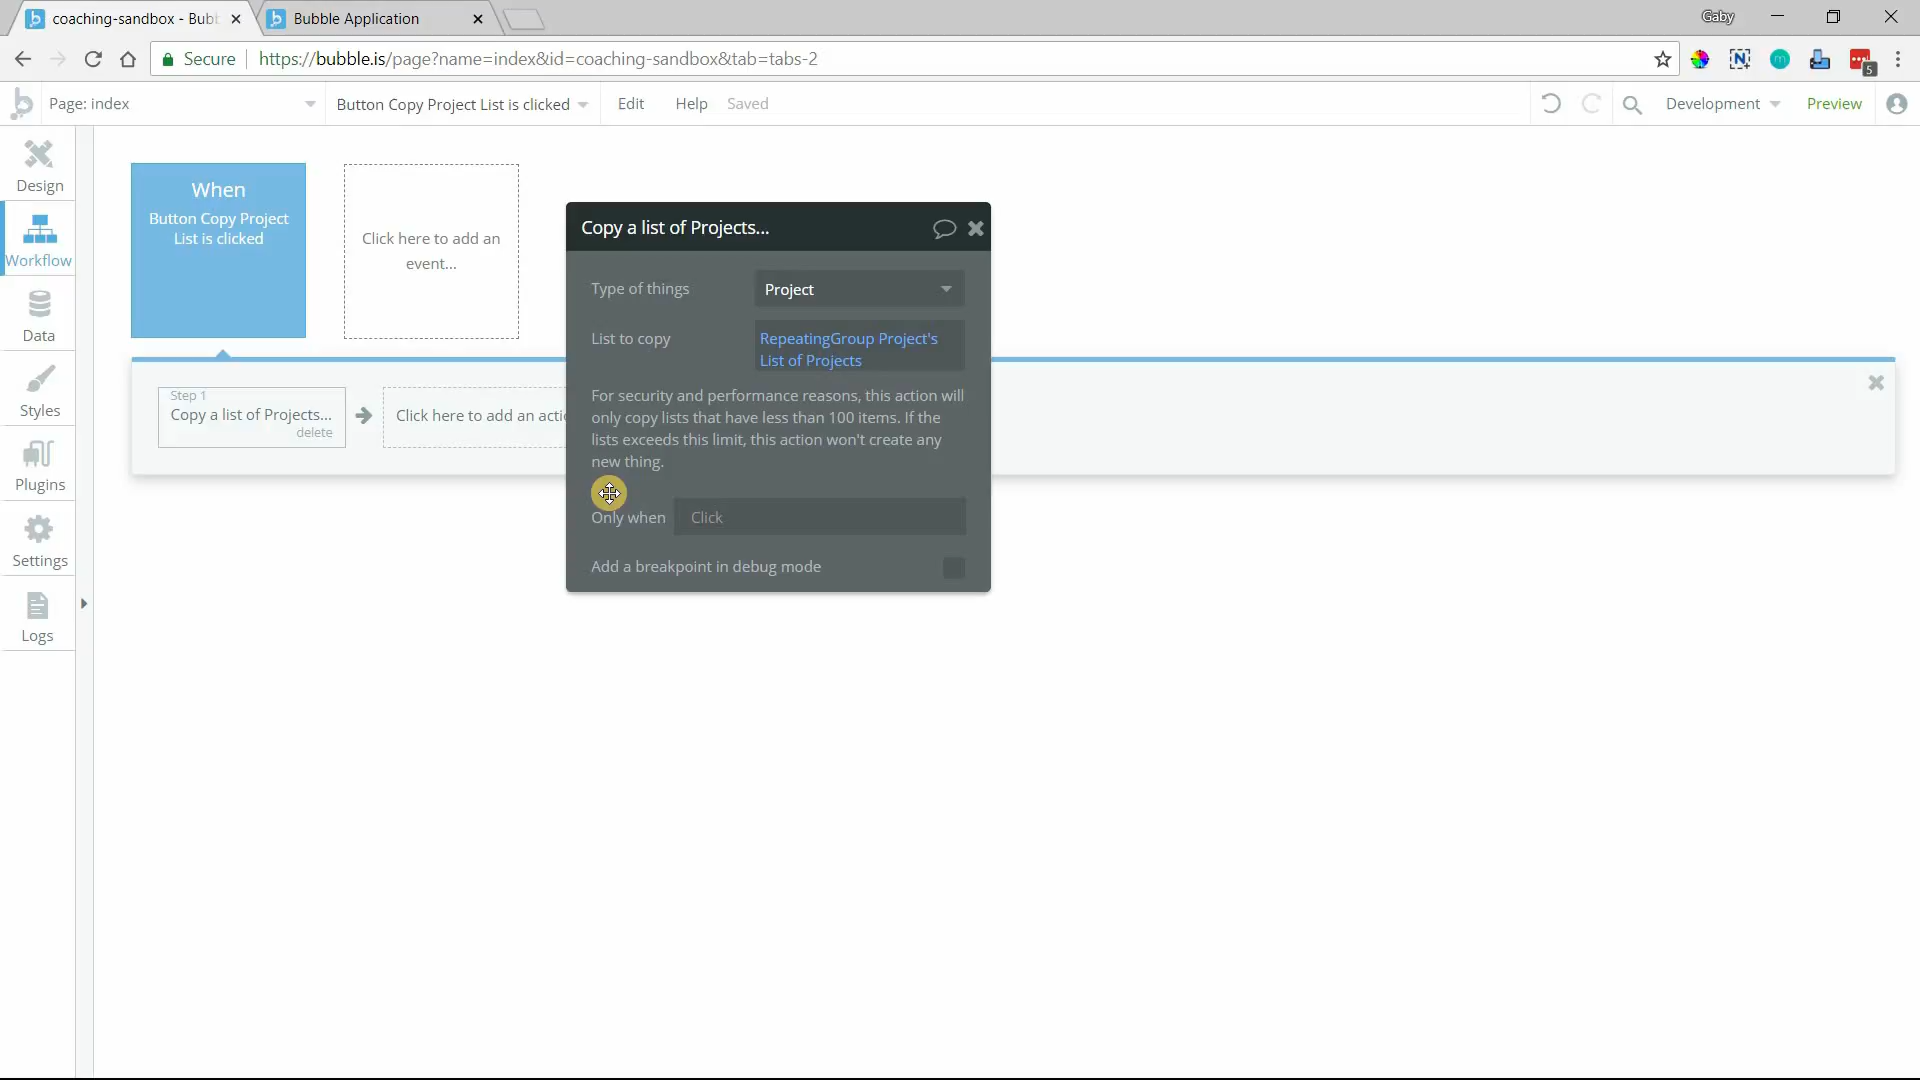 coaching-sandbox - Bubb
Bubble Application
Gaby
Secure
https://bubble.is/page?name=index&id=coaching-sandbox&tab=tabs-2
5
Page: index
Button Copy Project List is clicked
Edit
Help
Saved
Development
Preview
Design
Workflow
Data
Styles
Plugins
Settings
Logs
When
Button Copy Project
List is clicked
Click here to add an
event...
Step 1
Copy a list of Projects...
delete
Click here to add an actio
Copy a list of Projects...
Type of things
Project
List to copy
RepeatingGroup Project's
List of Projects
For security and performance reasons, this action will
only copy lists that have less than 100 items. If the
lists exceeds this limit, this action won't create any
new thing.
Only when
Click
Add a breakpoint in debug mode